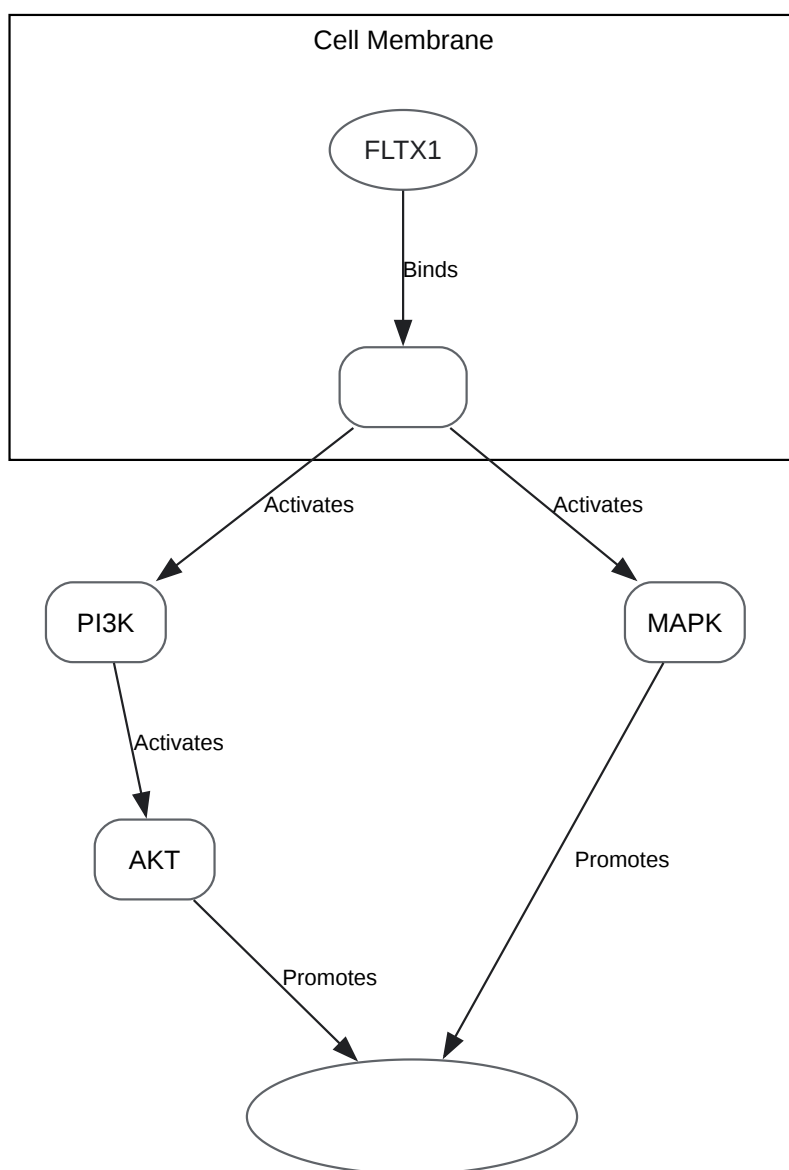 Cell Membrane
FLTX1
Binds
Activates
Activates
PI3K
MAPK
Activates
AKT
Promotes
Promotes